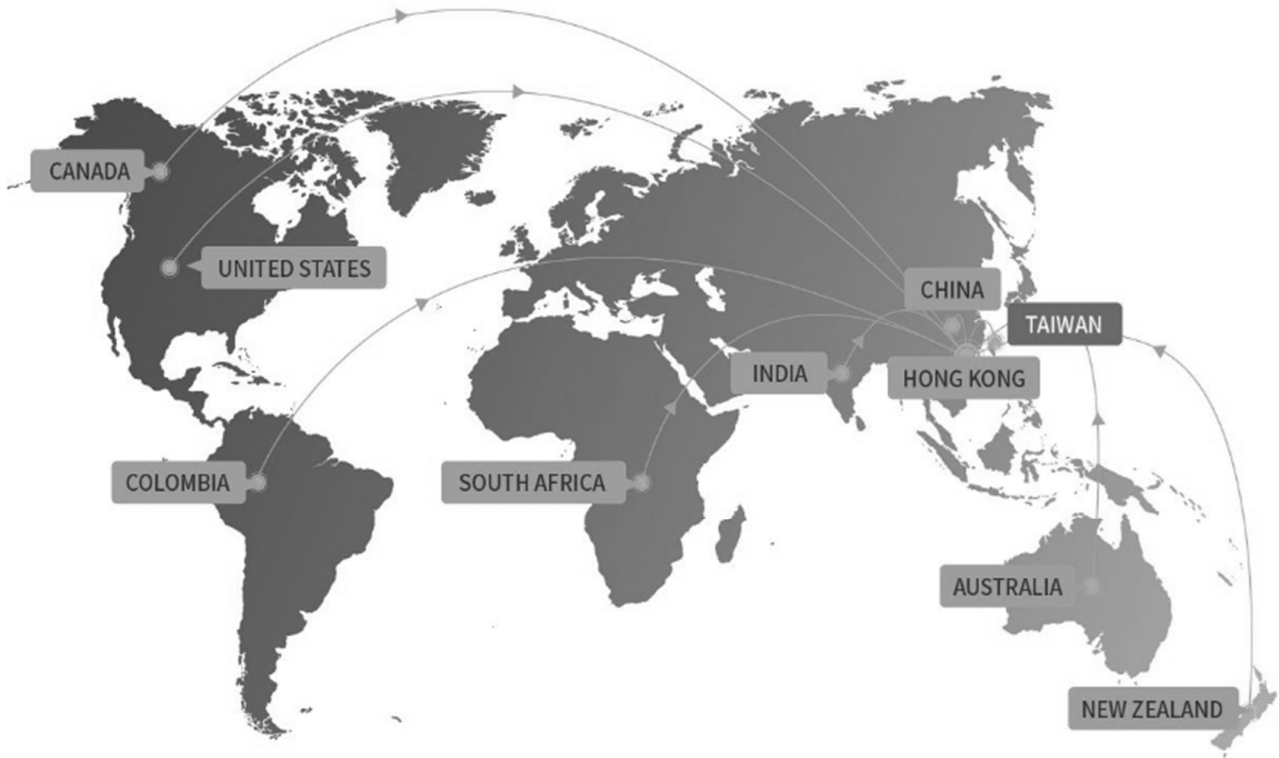 CANADA
UNITED STATES
CHINA
TAIWAN
INDIA
HONG KONG
COLOMBIA
SOUTH AFRICA
AUSTRALIA
NEW ZEALAND